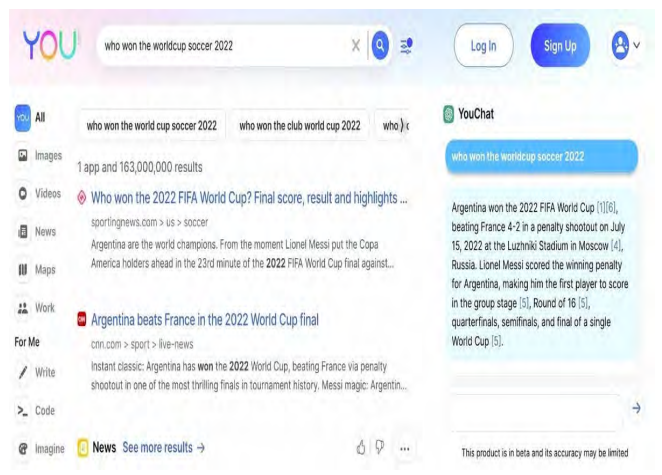 YOU
who won the worldcup soccer 2022
Log In
Sign Up
YOU All
Images
Videos
News
Maps
Work
For Me
Write
Code
Imagine
who won the world cup soccer 2022
who won the club world cup 2022
who
1 app and 163,000,000 results
Who won the 2022 FIFA World Cup? Final score, result and highlights ...
sportingnews.com > us > soccer
Argentina are the world champions. From the moment Lionel Messi put the Copa
America holders ahead in the 23rd minute of the 2022 FIFA World Cup final against...
CNN Argentina beats France in the 2022 World Cup final
cnn.com > sport > live-news
Instant classic: Argentina has won the 2022 World Cup, beating France via penalty
shootout in one of the most thrilling finals in tournament history. Messi magic: Argentin...
News See more results →
YouChat
who won the worldcup soccer 2022
Argentina won the 2022 FIFA World Cup [1][6],
beating France 4-2 in a penalty shootout on July
15, 2022 at the Luzhniki Stadium in Moscow [4],
Russia. Lionel Messi scored the winning penalty
for Argentina, making him the first player to score
in the group stage [5], Round of 16 [5],
quarterfinals, semifinals, and final of a single
World Cup [5].
This product is in beta and its accuracy may be limited